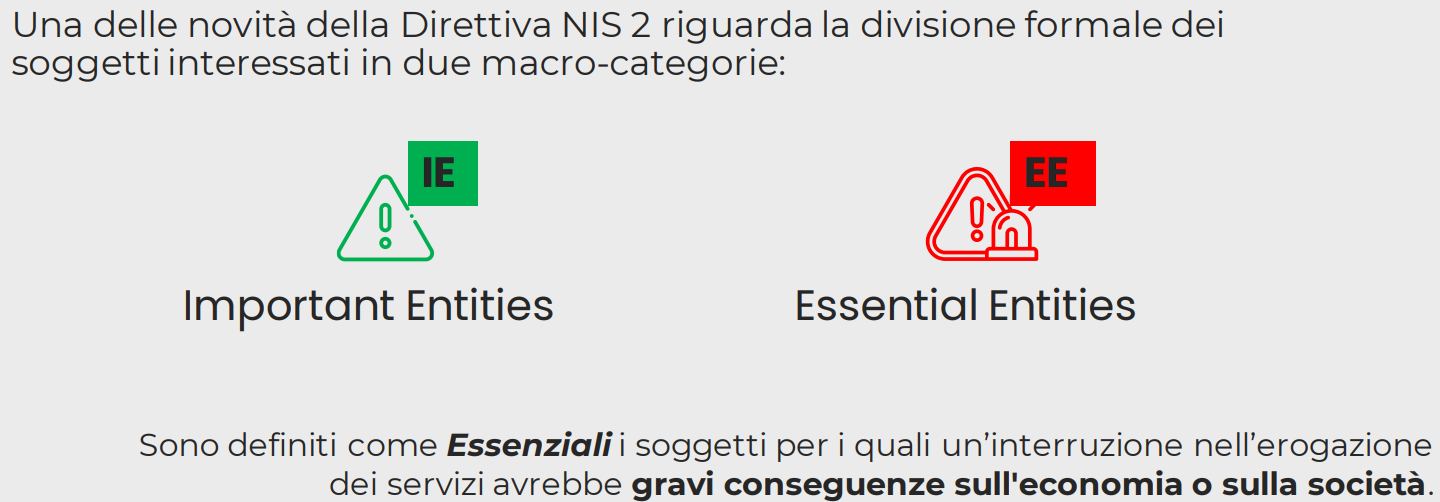 Una delle novità della Direttiva NIS 2 riguarda la divisione formale dei
soggetti interessati in due macro-categorie:
IE
EE
Important Entities
Essential Entities
Sono definiti come Essenziali i soggetti per i quali un’interruzione nell’erogazione
dei servizi avrebbe gravi conseguenze sull'economia o sulla società.